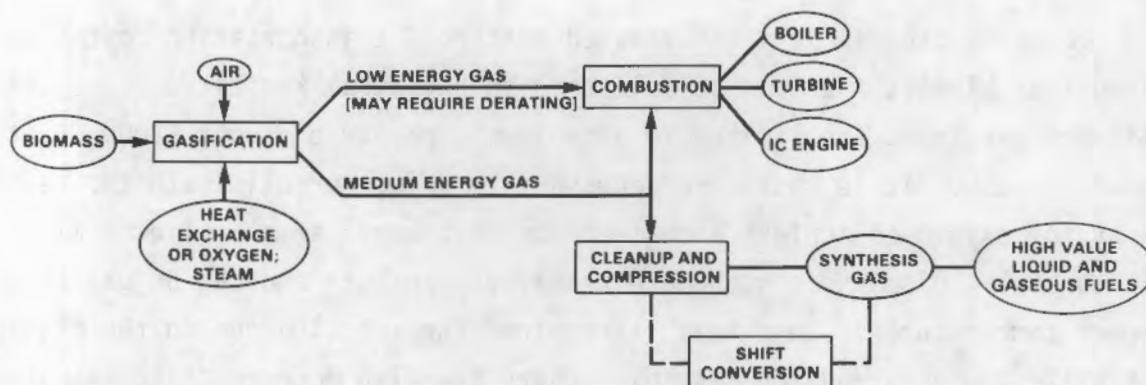 AIR
BIOMASS
GASIFICATION
HEAT
EXCHANGE
OR OXYGEN;
STEAM
LOW ENERGY GAS
[MAY REQUIRE DERATING]
MEDIUM ENERGY GAS
COMBUSTION
BOILER
TURBINE
IC ENGINE
CLEANUP AND
COMPRESSION
SYNTHESIS
GAS
HIGH VALUE
LIQUID AND
GASEOUS FUELS
SHIFT
CONVERSION